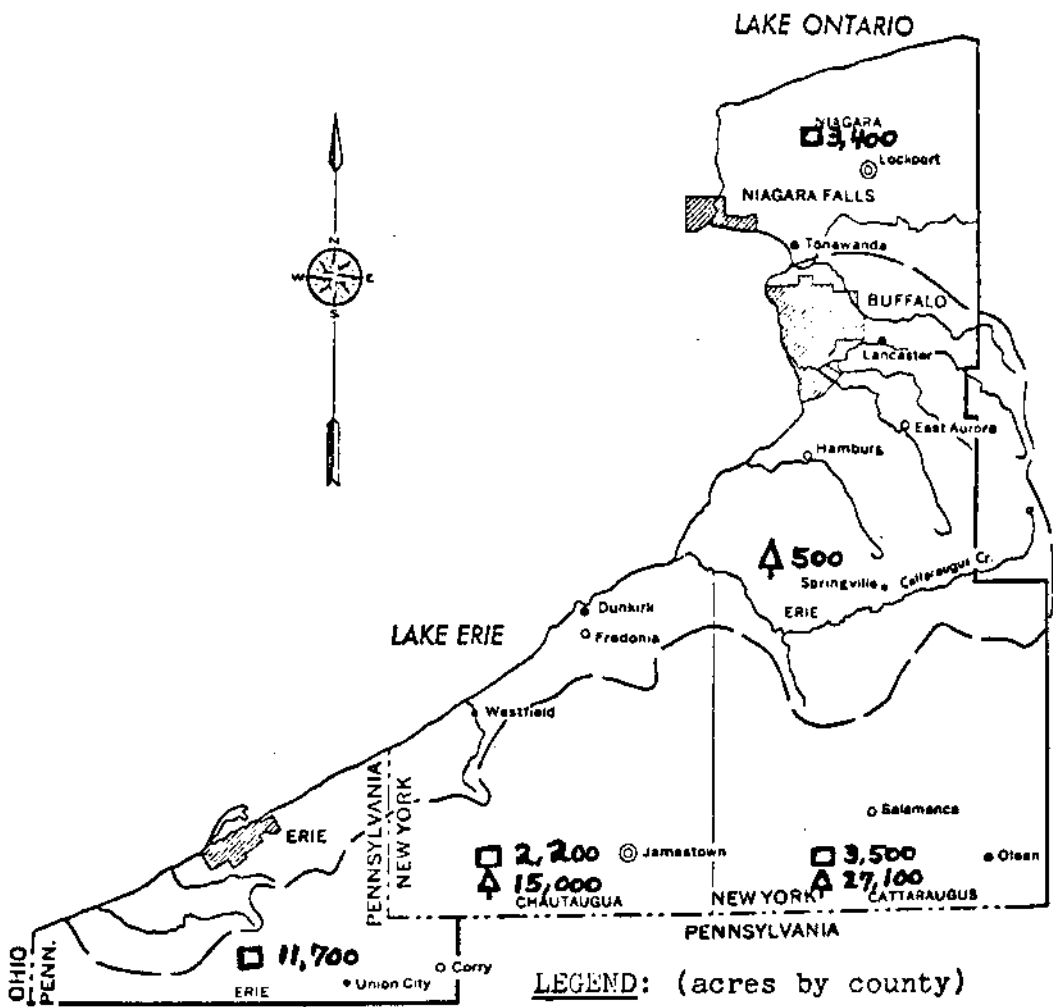 LAKE ONTARIO
NIAGARA
3,400
Lockport
NIAGARA FALLS
Tonawanda
N
W E
S
BUFFALO
Lancaster
East Aurora
Hamburg
500
Springville
Cattaraugus Cr.
ERIE
Dunkirk
LAKE ERIE
Fredonia
Westfield
PENNSYLVANIA
NEW YORK
Salamanca
ERIE
2,200
Jamestown
3,500
Olean
15,000
27,100
CHAUTAUGUA
NEW YORK
CATTARAUGUS
PENNSYLVANIA
OHIO
PENN.
11,700
Corry
Union City
ERIE
LEGEND: (acres by county)